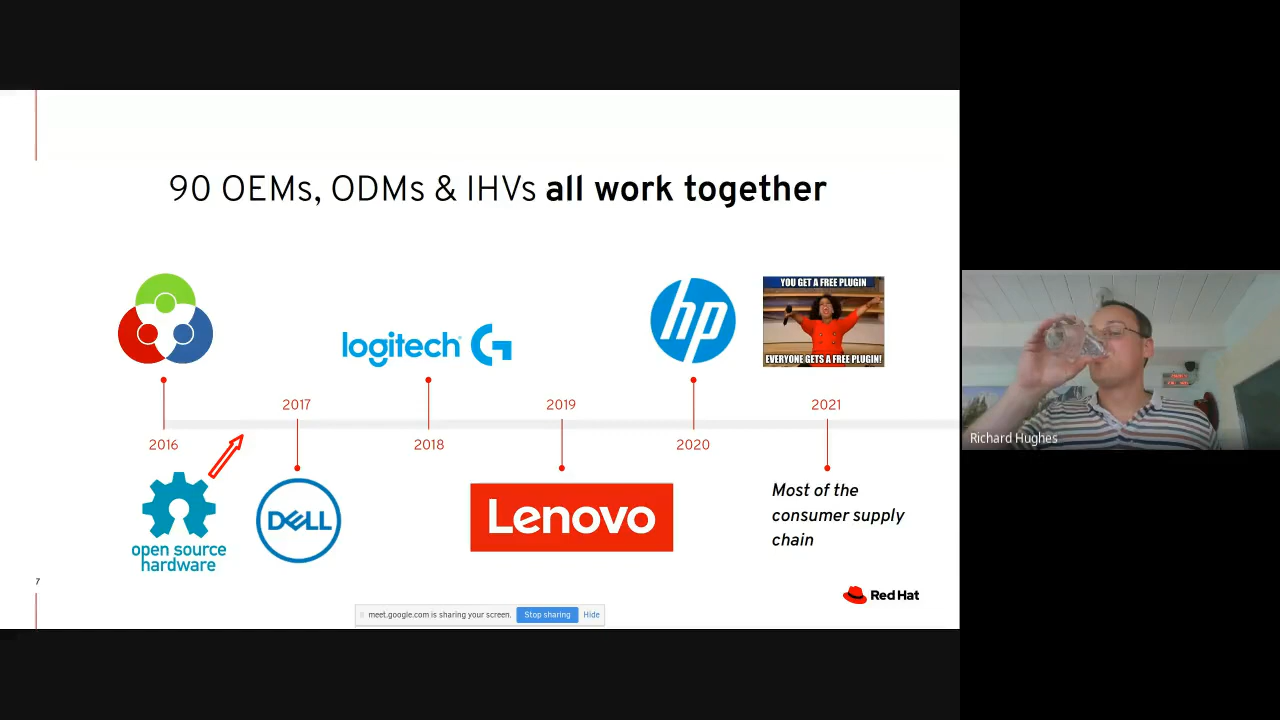 90 OEMs, ODMs & IHVs all work together
logitech G
hp
YOU GET A FREE PLUGIN
EVERYONE GETS A FREE PLUGIN!
2017
2019
2021
2016
2018
2020
open source
hardware
DELL
Lenovo
Most of the
consumer supply
chain
7
Red Hat
meet.google.com is sharing your screen. Stop sharing Hide
Richard Hughes